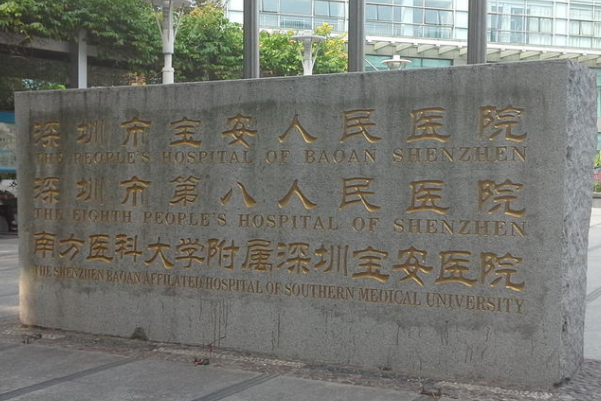 深圳市宝安人民医院
THE PEOPLE'S HOSPITAL OF BAOAN SHENZHEN
深圳市第八人民医院
THE EIGHTH PEOPLE'S HOSPITAL OF SHENZHEN
南方医科大学附属深圳宝安医院
THE SHENZHEN BAOAN AFFILIATED HOSPITAL OF SOUTHERN MEDICAL UNIVERSITY